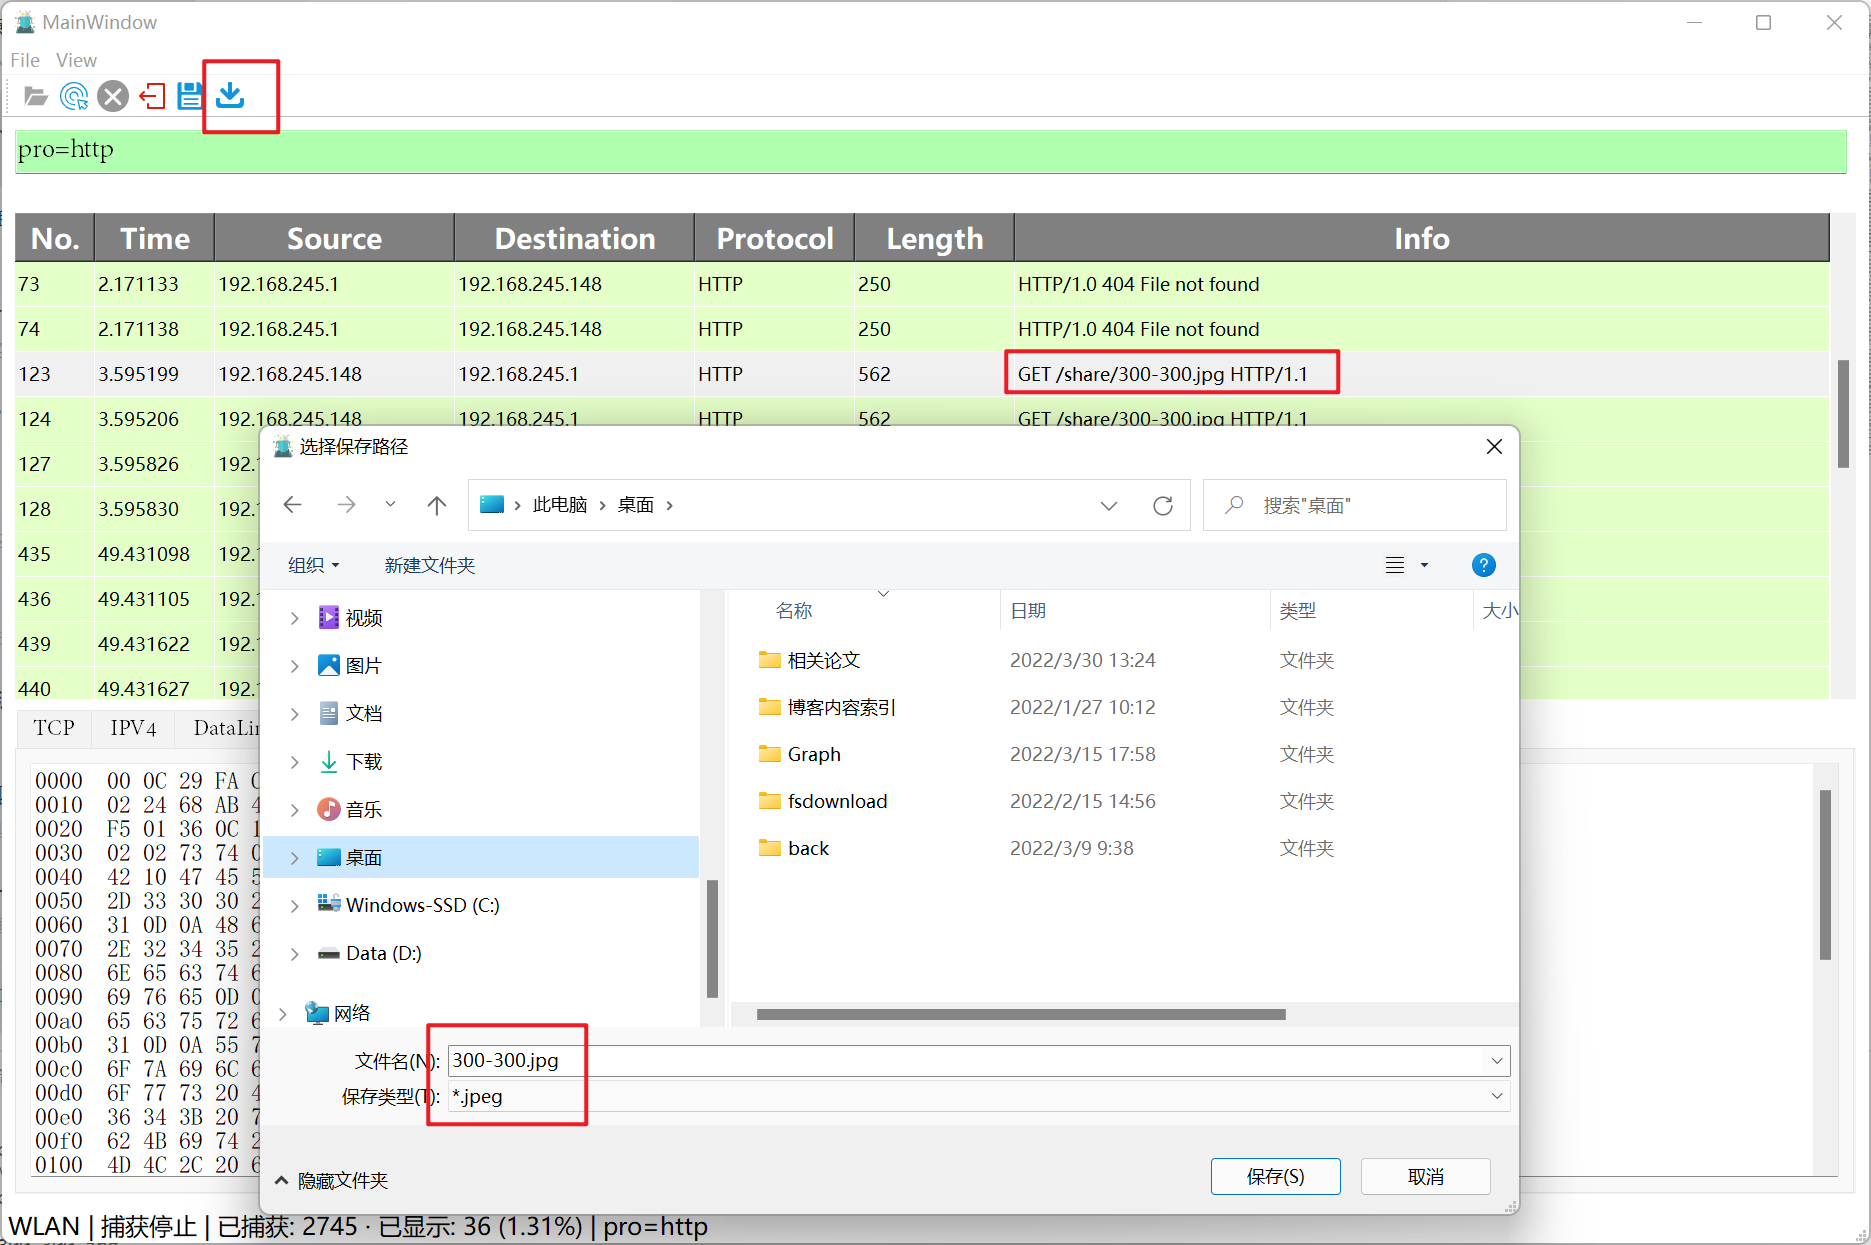 MainWindow
File View
pro=http
No. Time Source Destination Protocol Length Info
73 2.171133 192.168.245.1 192.168.245.148 HTTP 250 HTTP/1.0 404 File not found
74 2.171138 192.168.245.1 192.168.245.148 HTTP 250 HTTP/1.0 404 File not found
123 3.595199 192.168.245.148 192.168.245.1 HTTP 562 GET /share/300-300.jpg HTTP/1.1
124 3.595206 192.168.245.148 192.168.245.1 HTTP 562 GET /share/300-300.jpg HTTP/1.1
127 3.595826 192.
128 3.595830 192.
435 49.431098 192.
436 49.431105 192.
439 49.431622 192.
440 49.431627 192.
TCP IPV4 DataLin
0000 00 0C 29 FA
0010 02 24 68 AB 4
0020 F5 01 36 0C 1
0030 02 02 73 74
0040 42 10 47 45 5
0050 2D 33 30 30 2
0060 31 0D 0A 48 6
0070 2E 32 34 35 2
0080 6E 65 63 74 6
0090 69 76 65 0D
00a0 65 63 75 72 6
00b0 31 0D 0A 55 7
00c0 6F 7A 69 6C 6
00d0 6F 77 73 20 4
00e0 36 34 3B 20 7
00f0 62 4B 69 74 2
0100 4D 4C 2C 20 6
选择保存路径
此电脑 桌面
搜索"桌面"
组织 新建文件夹
视频
图片
文档
下载
音乐
桌面
Windows-SSD (C:)
Data (D:)
网络
名称 日期 类型 大小
相关论文 2022/3/30 13:24 文件夹
博客内容索引 2022/1/27 10:12 文件夹
Graph 2022/3/15 17:58 文件夹
fsdownload 2022/2/15 14:56 文件夹
back 2022/3/9 9:38 文件夹
文件名(N): 300-300.jpg
保存类型(T): *.jpeg
隐藏文件夹 保存(S) 取消
WLAN | 捕获停止 | 已捕获: 2745 · 已显示: 36 (1.31%) | pro=http